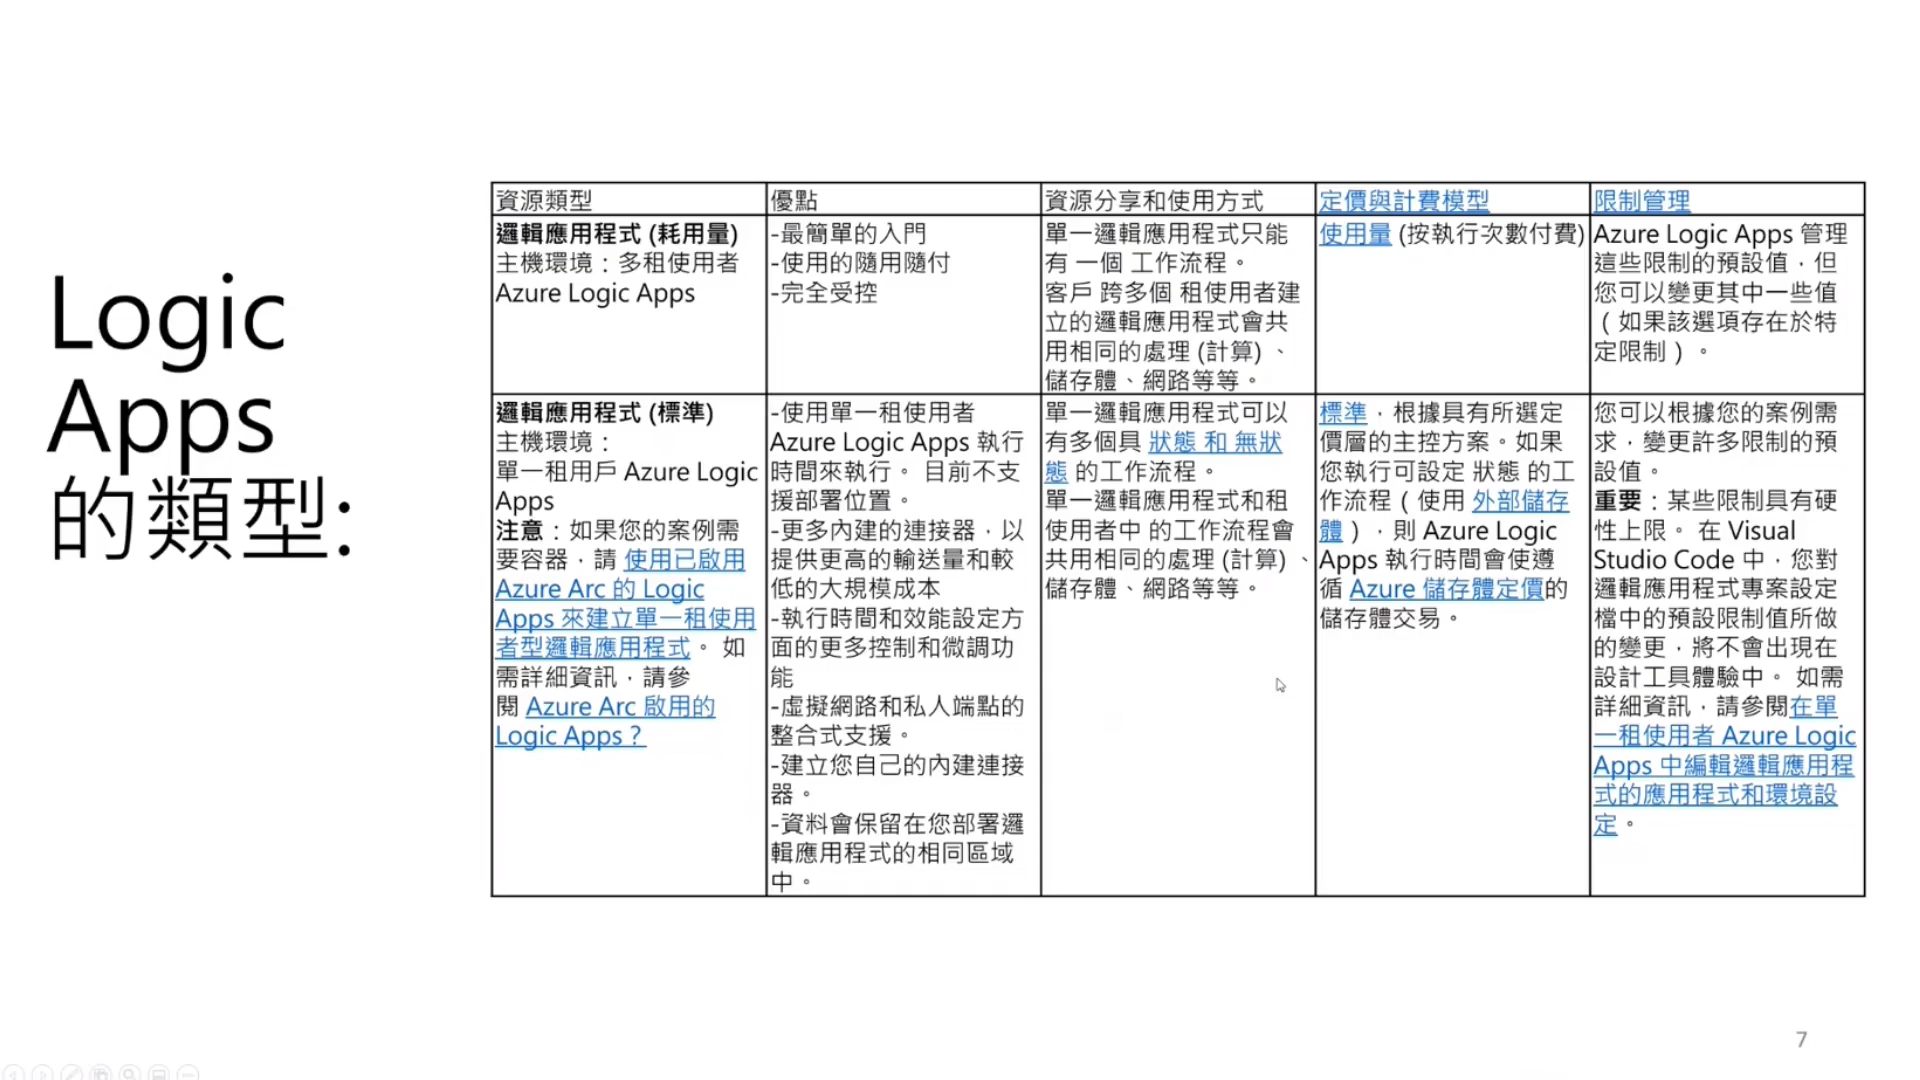 Logic
Apps
的類型:
資源類型
優點
資源分享和使用方式
定價與計費模型
限制管理
邏輯應用程式 (耗用量)
主機環境：多租使用者
Azure Logic Apps
-最簡單的入門
-使用的隨用隨付
-完全受控
單一邏輯應用程式只能
有 一個 工作流程。
客戶 跨多個 租使用者建
立的邏輯應用程式會共
用相同的處理 (計算) 、
儲存體、網路等等。
使用量 (按執行次數付費)
Azure Logic Apps 管理
這些限制的預設值，但
您可以變更其中一些值
（如果該選項存在於特
定限制）。
邏輯應用程式 (標準)
主機環境：
單一租用戶 Azure Logic
Apps
注意：如果您的案例需
要容器，請 使用已啟用
Azure Arc 的 Logic
Apps 來建立單一租使用
者型邏輯應用程式。 如
需詳細資訊，請參
閱 Azure Arc 啟用的
Logic Apps？
-使用單一租使用者
Azure Logic Apps 執行
時間來執行。 目前不支
援部署位置。
-更多內建的連接器，以
提供更高的輸送量和較
低的大規模成本
-執行時間和效能設定方
面的更多控制和微調功
能
-虛擬網路和私人端點的
整合式支援。
-建立您自己的內建連接
器。
-資料會保留在您部署邏
輯應用程式的相同區域
中。
單一邏輯應用程式可以
有多個具 狀態 和 無狀
態 的工作流程。
單一邏輯應用程式和租
使用者中 的工作流程會
共用相同的處理 (計算) 、
儲存體、網路等等。
標準，根據具有所選定
價層的主控方案。如果
您執行可設定 狀態 的工
作流程（使用 外部儲存
體），則 Azure Logic
Apps 執行時間會使遵
循 Azure 儲存體定價的
儲存體交易。
您可以根據您的案例需
求，變更許多限制的預
設值。
重要：某些限制具有硬
性上限。 在 Visual
Studio Code 中，您對
邏輯應用程式專案設定
檔中的預設限制值所做
的變更，將不會出現在
設計工具體驗中。 如需
詳細資訊，請參閱在單
一租使用者 Azure Logic
Apps 中編輯邏輯應用程
式的應用程式和環境設
定。
7